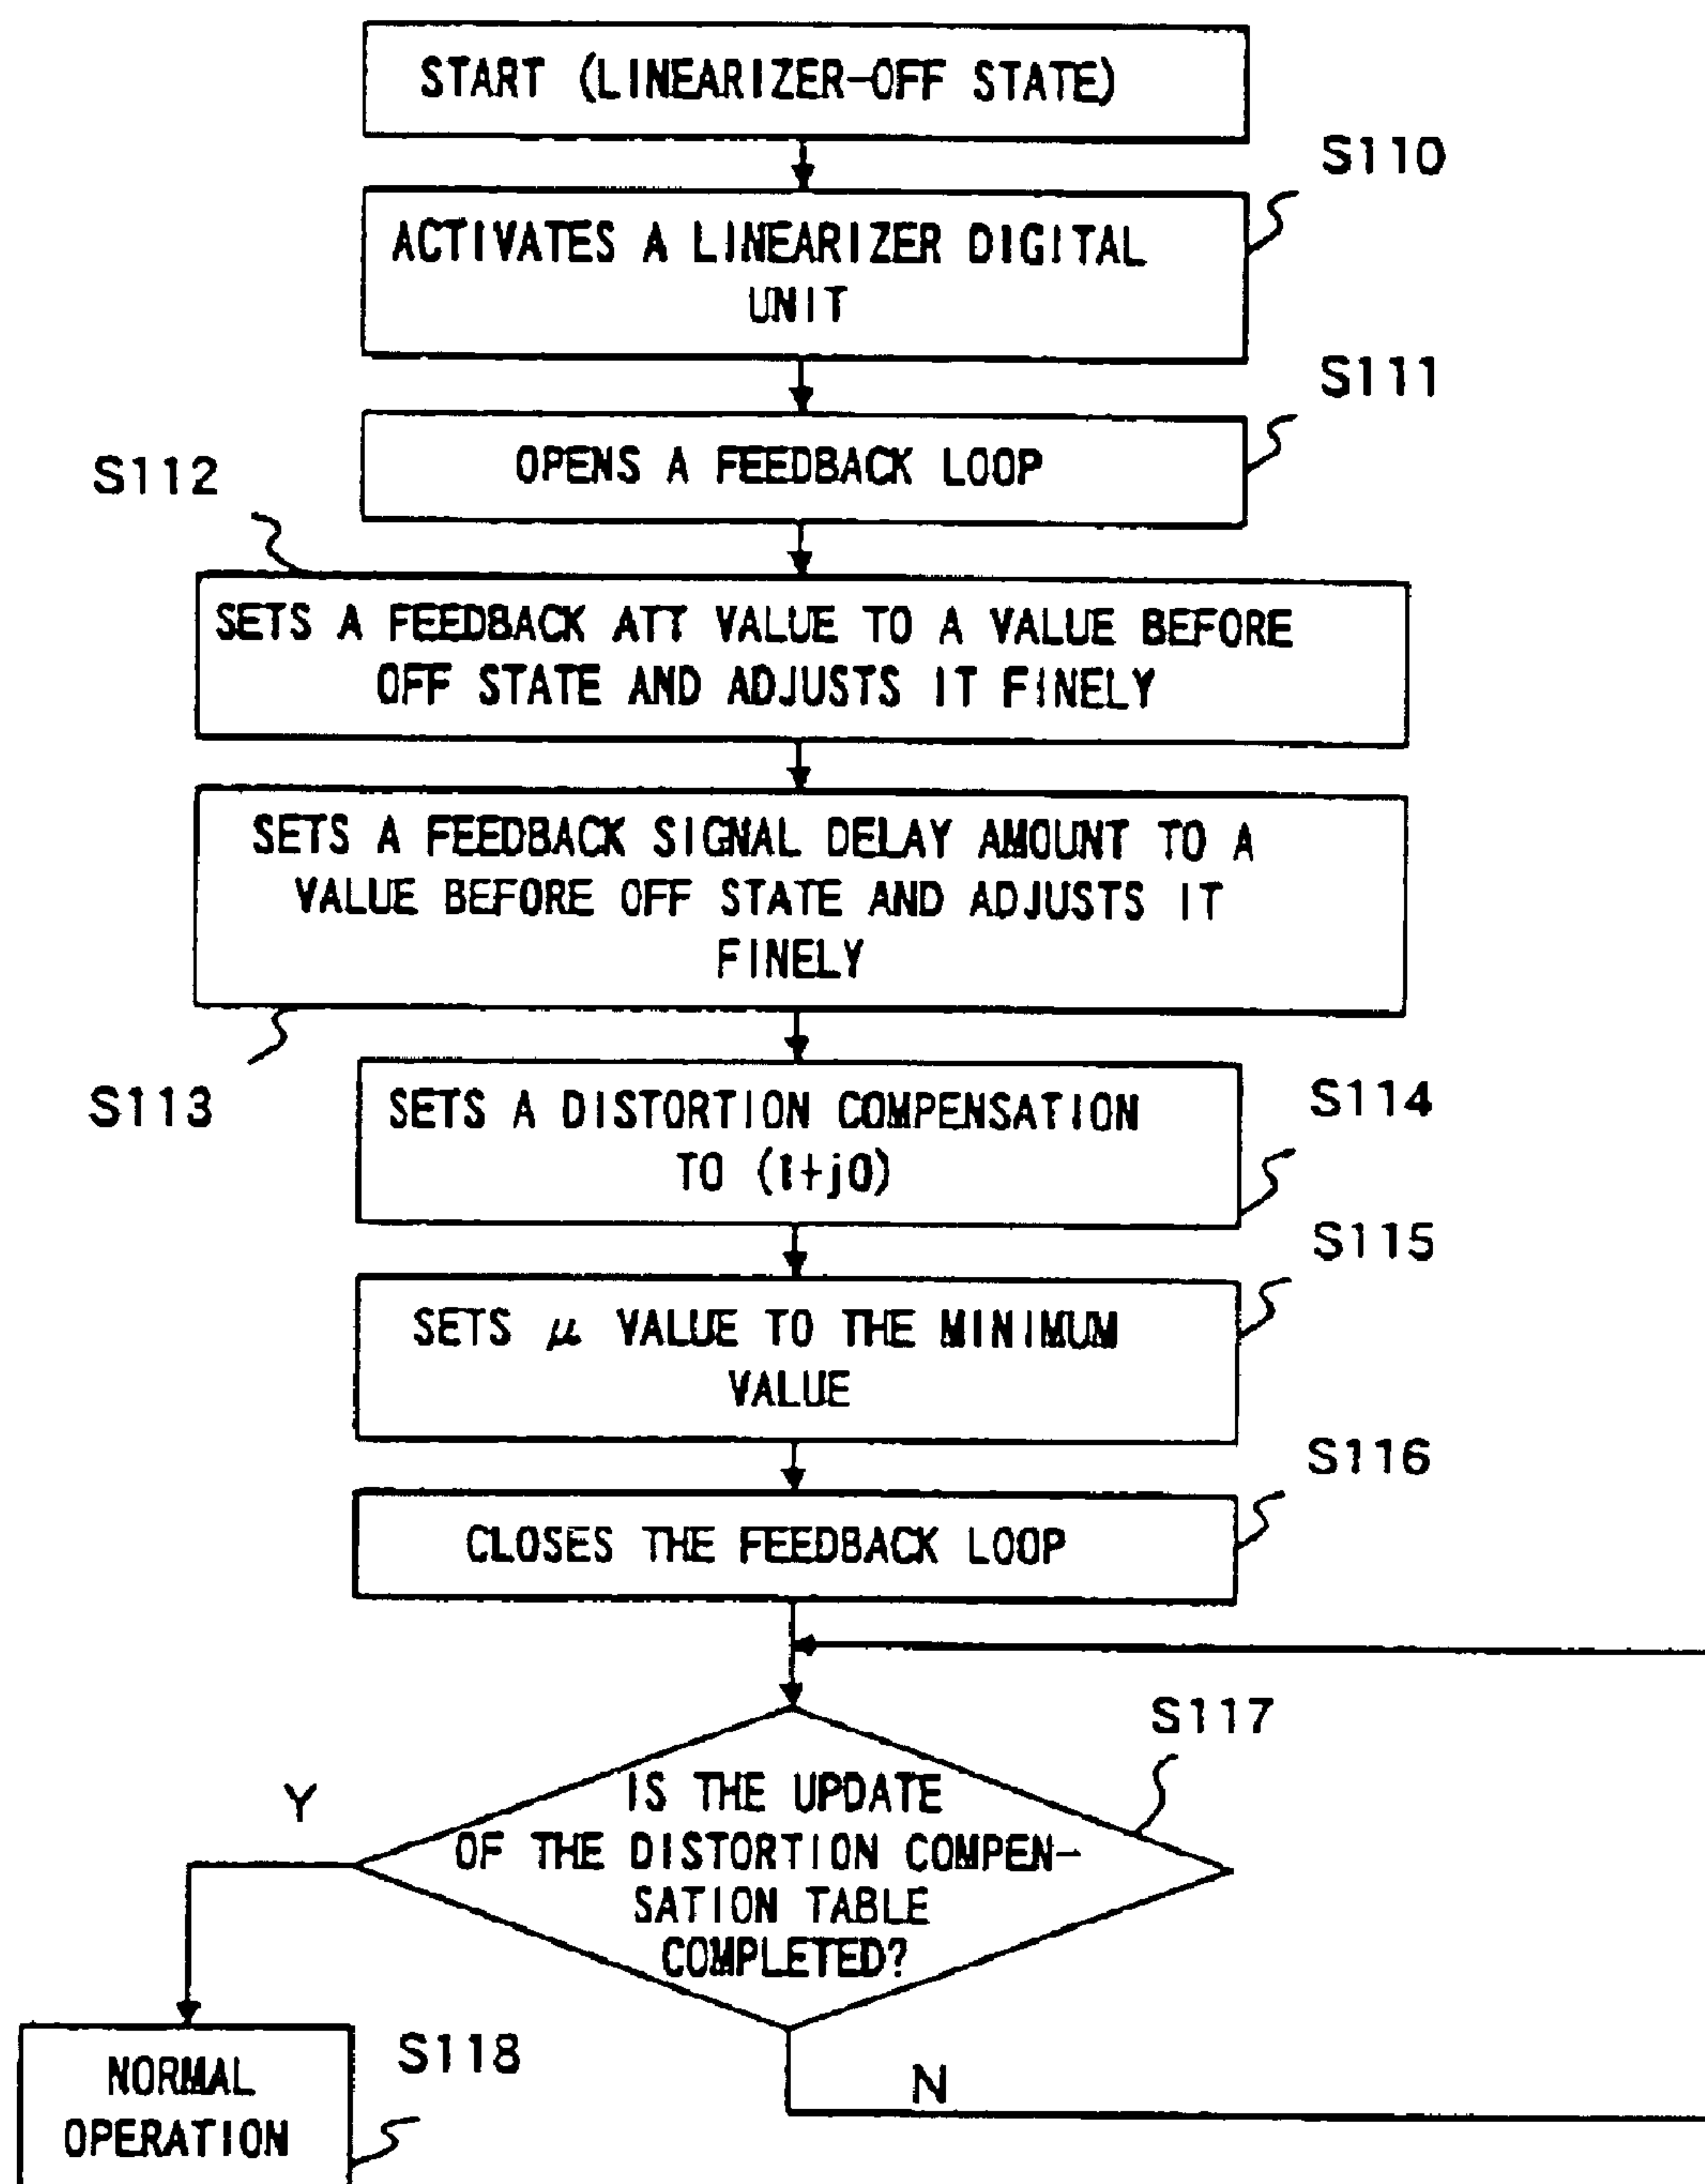 START (LINEARIZER-OFF STATE)
S110
ACTIVATES A LINEARIZER DIGITAL
UNIT
S111
OPENS A FEEDBACK LOOP
S112
SETS A FEEDBACK ATT VALUE TO A VALUE BEFORE
OFF STATE AND ADJUSTS IT FINELY
SETS A FEEDBACK SIGNAL DELAY AMOUNT TO A
VALUE BEFORE OFF STATE AND ADJUSTS IT
FINELY
S113
SETS A DISTORTION COMPENSATION
TO (1+j0)
S114
S115
SETS μ VALUE TO THE MINIMUM
VALUE
S116
CLOSES THE FEEDBACK LOOP
S117
IS THE UPDATE
OF THE DISTORTION COMPEN-
SATION TABLE
COMPLETED?
Y
N
S118
NORMAL
OPERATION